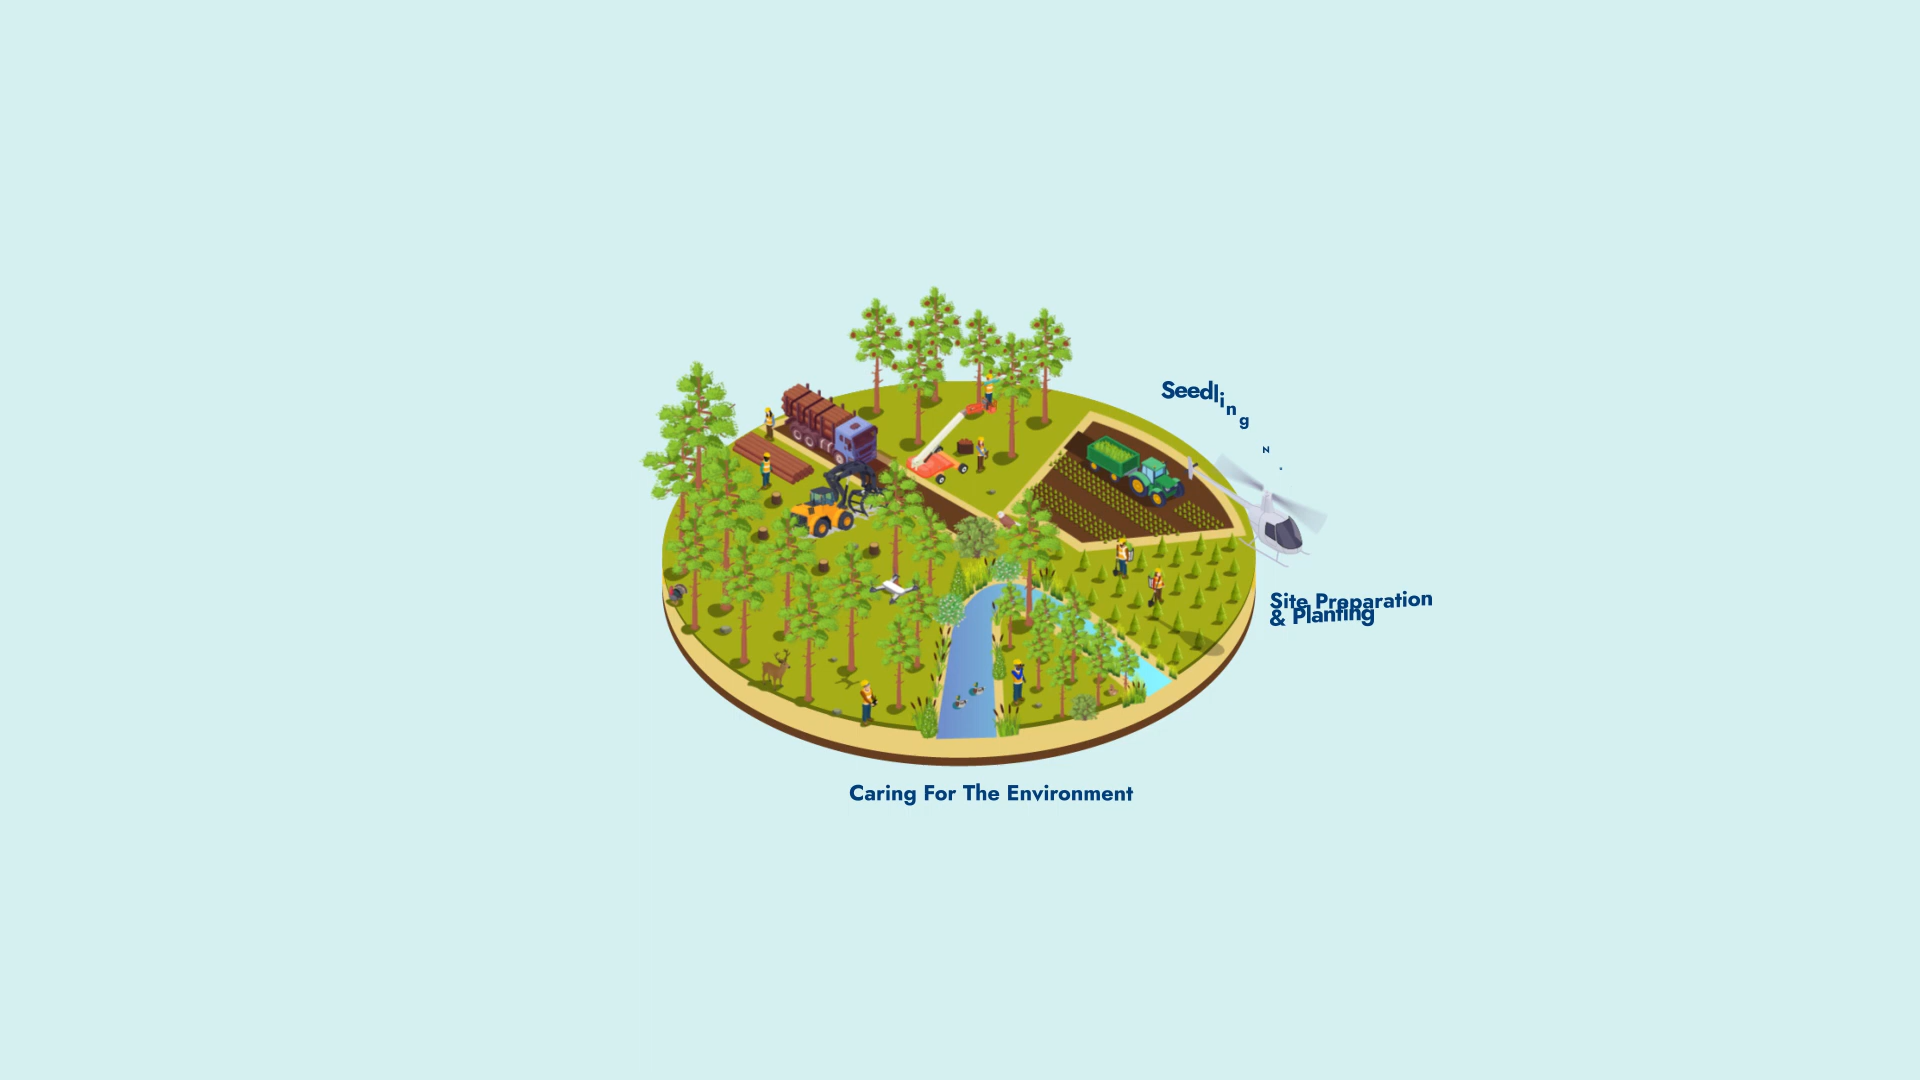 Seedling N
Site Preparation
& Planting
Caring For The Environment